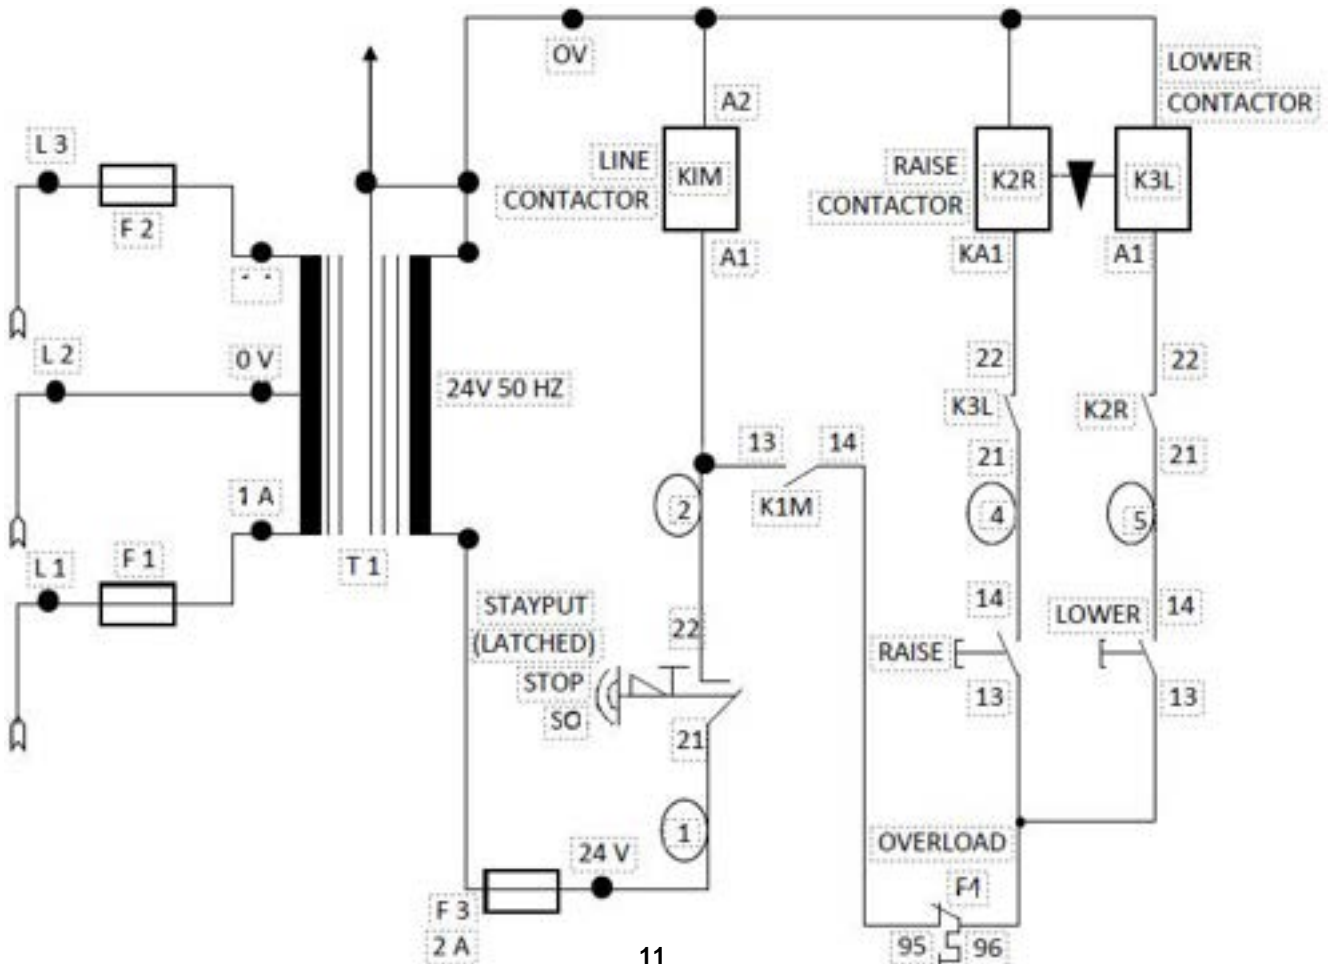 OV
LOWER
CONTACTOR
A2
L 3
LINE
CONTACTOR
KIM
RAISE
CONTACTOR
K2R
K3L
F 2
A1
KA1
A1
L 2
0 V
24V 50 HZ
22
22
K3L
K2R
13
14
21
21
1 A
K1M
2
4
5
F 1
L 1
T 1
STAYPUT
(LATCHED)
STOP
SO
22
14
LOWER
14
RAISE
13
13
21
1
24 V
OVERLOAD
F 3
2 A
95
96
11